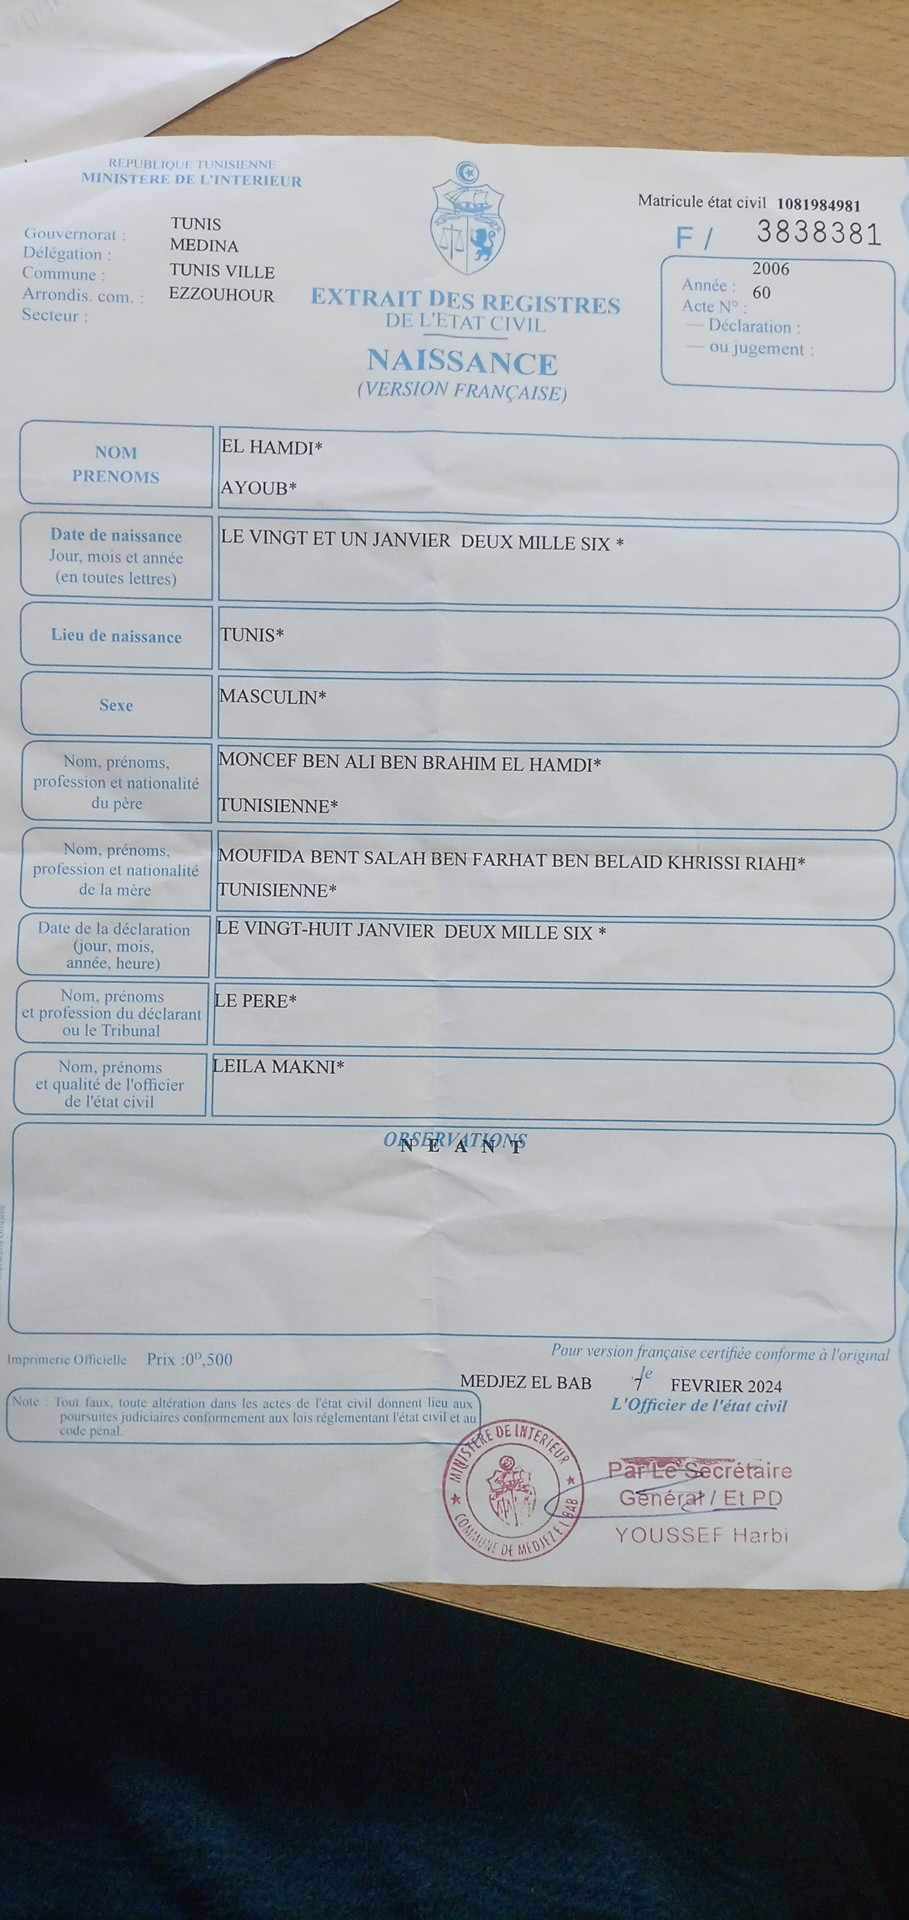 REPUBLIQUE TUNISIENNE
MINISTERE DE L'INTERIEUR
Gouvernorat : TUNIS
Délégation : MEDINA
Commune : TUNIS VILLE
Arrondis. com. : EZZOUHOUR
Secteur :
EXTRAIT DES REGISTRES
DE L'ETAT CIVIL
NAISSANCE
(VERSION FRANÇAISE)
Matricule état civil 1081984981
F / 3838381
Année : 2006
Acte N° : 60
— Déclaration :
— ou jugement :
NOM
PRENOMS
EL HAMDI*
AYOUB*
Date de naissance
Jour, mois et année
(en toutes lettres)
LE VINGT ET UN JANVIER DEUX MILLE SIX *
Lieu de naissance
TUNIS*
Sexe
MASCULIN*
Nom, prénoms,
profession et nationalité
du père
MONCEF BEN ALI BEN BRAHIM EL HAMDI*
TUNISIENNE*
Nom, prénoms,
profession et nationalité
de la mère
MOUFIDA BENT SALAH BEN FARHAT BEN BELAID KHRISSI RIAHI*
TUNISIENNE*
Date de la déclaration
(jour, mois,
année, heure)
LE VINGT-HUIT JANVIER DEUX MILLE SIX *
Nom, prénoms
et profession du déclarant
ou le Tribunal
LE PERE*
Nom, prénoms
et qualité de l'officier
de l'état civil
LEILA MAKNI*
OBSERVATIONS
N E A N T
Imprimerie Officielle Prix :0ᴰ,500
Pour version française certifiée conforme à l'original
MEDJEZ EL BAB 7 le FEVRIER 2024
L'Officier de l'état civil
Note : Tout faux, toute altération dans les actes de l'état civil donnent lieu aux
poursuites judiciaires conformement aux lois réglementant l'état civil et au
code pénal.
MINISTERE DE INTERIEUR
COMMUNE DE MEDJEZ EL BAB
Par Le Secrétaire
Général / Et PD
YOUSSEF Harbi